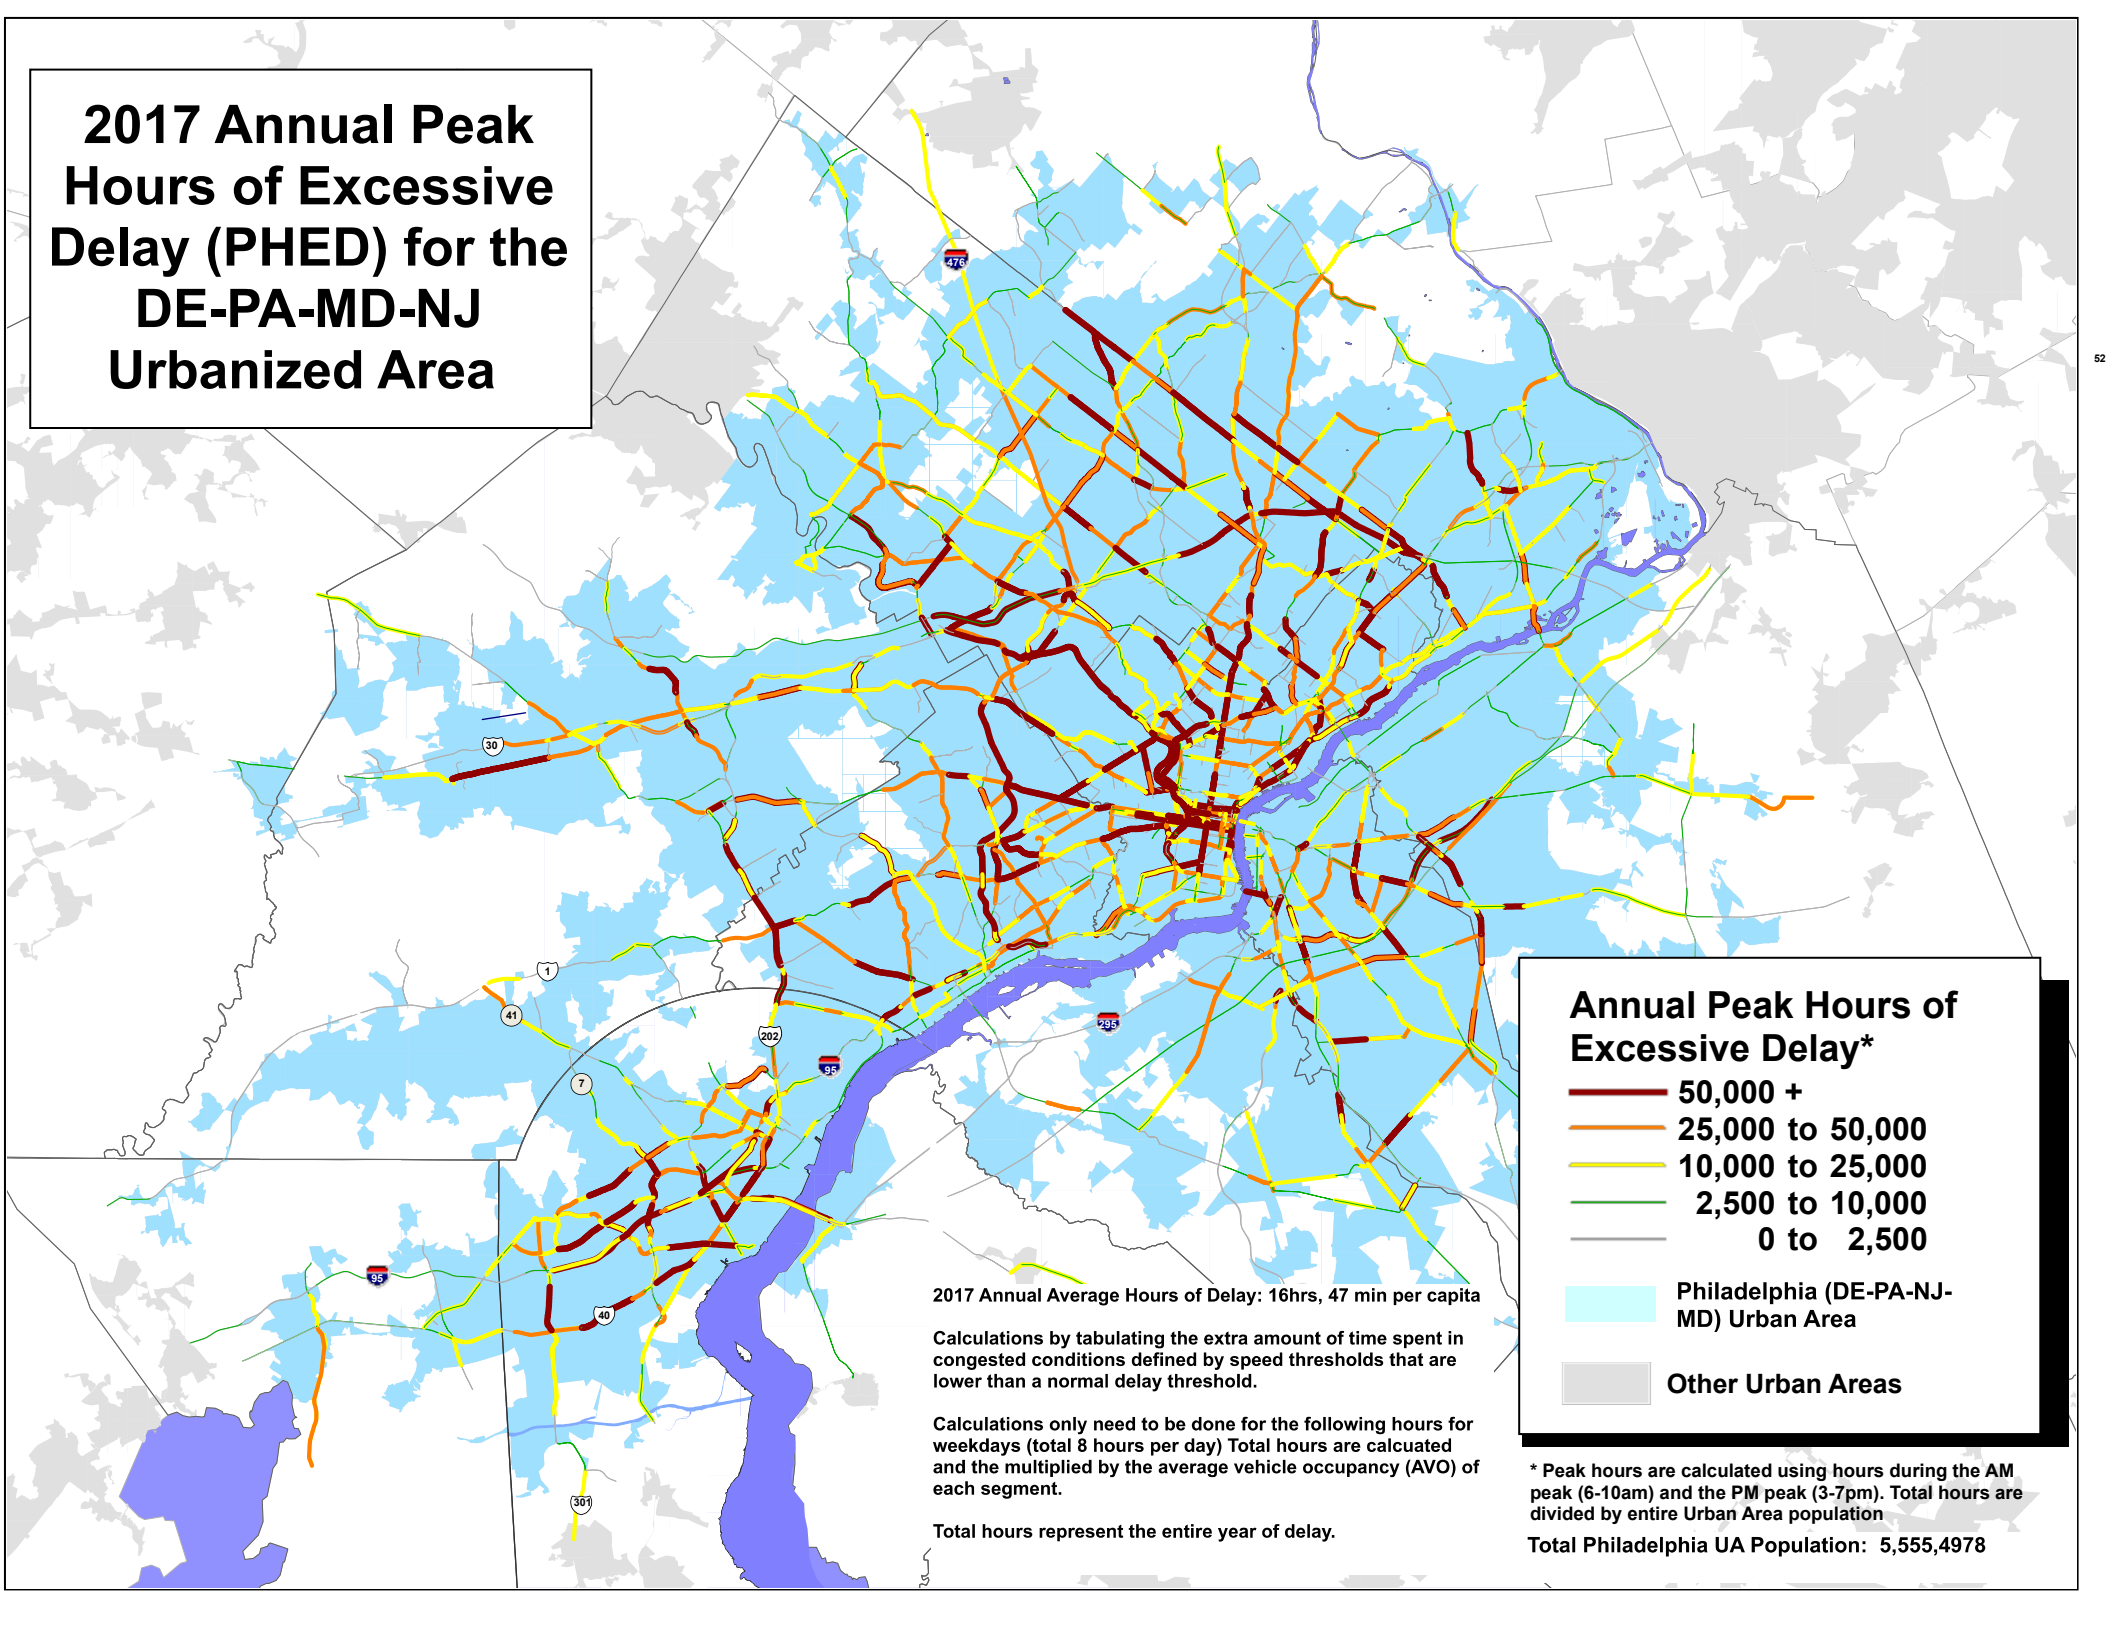 2017 Annual Peak
Hours of Excessive
Delay (PHED) for the
DE-PA-MD-NJ
Urbanized Area
52
476
30
1
41
202
295
95
7
95
40
301
Annual Peak Hours of
Excessive Delay*
50,000 +
25,000 to 50,000
10,000 to 25,000
2,500 to 10,000
0 to 2,500
Philadelphia (DE-PA-NJ-
MD) Urban Area
Other Urban Areas
2017 Annual Average Hours of Delay: 16hrs, 47 min per capita
Calculations by tabulating the extra amount of time spent in
congested conditions defined by speed thresholds that are
lower than a normal delay threshold.
Calculations only need to be done for the following hours for
weekdays (total 8 hours per day) Total hours are calcuated
and the multiplied by the average vehicle occupancy (AVO) of
each segment.
Total hours represent the entire year of delay.
* Peak hours are calculated using hours during the AM
peak (6-10am) and the PM peak (3-7pm). Total hours are
divided by entire Urban Area population
Total Philadelphia UA Population: 5,555,4978